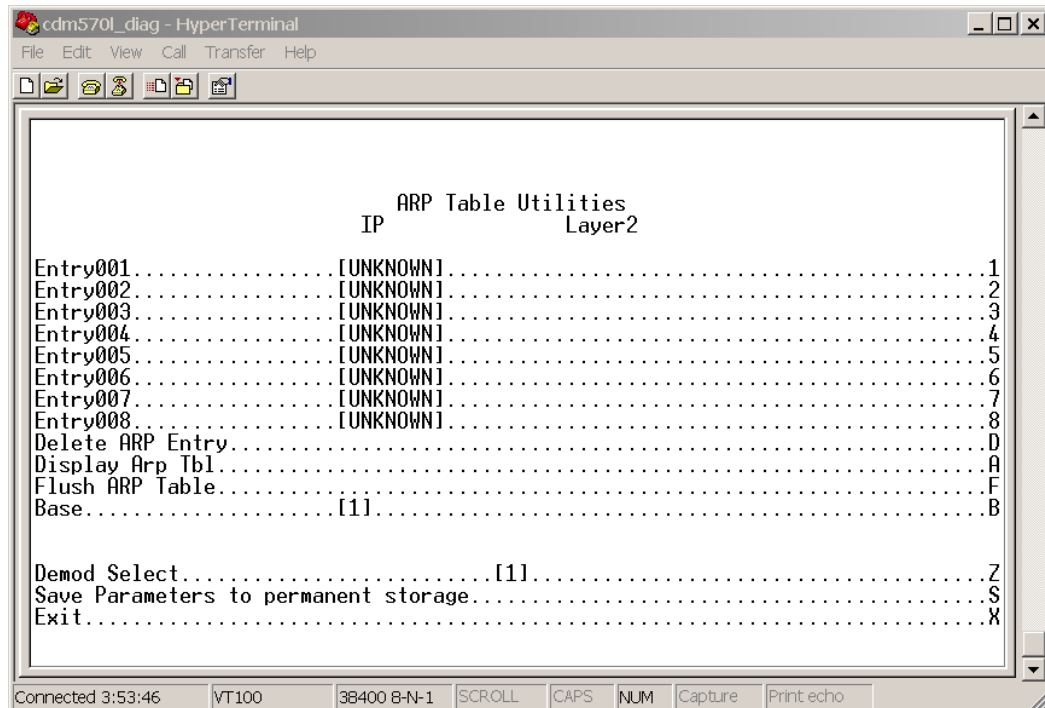 cdm570l_diag - HyperTerminal
File Edit View Call Transfer Help
ARP Table Utilities
IP Layer2
Entry001.................[UNKNOWN]..............................................1
Entry002.................[UNKNOWN]..............................................2
Entry003.................[UNKNOWN]..............................................3
Entry004.................[UNKNOWN]..............................................4
Entry005.................[UNKNOWN]..............................................5
Entry006.................[UNKNOWN]..............................................6
Entry007.................[UNKNOWN]..............................................7
Entry008.................[UNKNOWN]..............................................8
Delete ARP Entry................................................................D
Display Arp Tbl.................................................................A
Flush ARP Table.................................................................F
Base.....................[1]....................................................B
Demod Select..........................[1].......................................Z
Save Parameters to permanent storage............................................S
Exit............................................................................X
Connected 3:53:46 VT100 38400 8-N-1 SCROLL CAPS NUM Capture Print echo